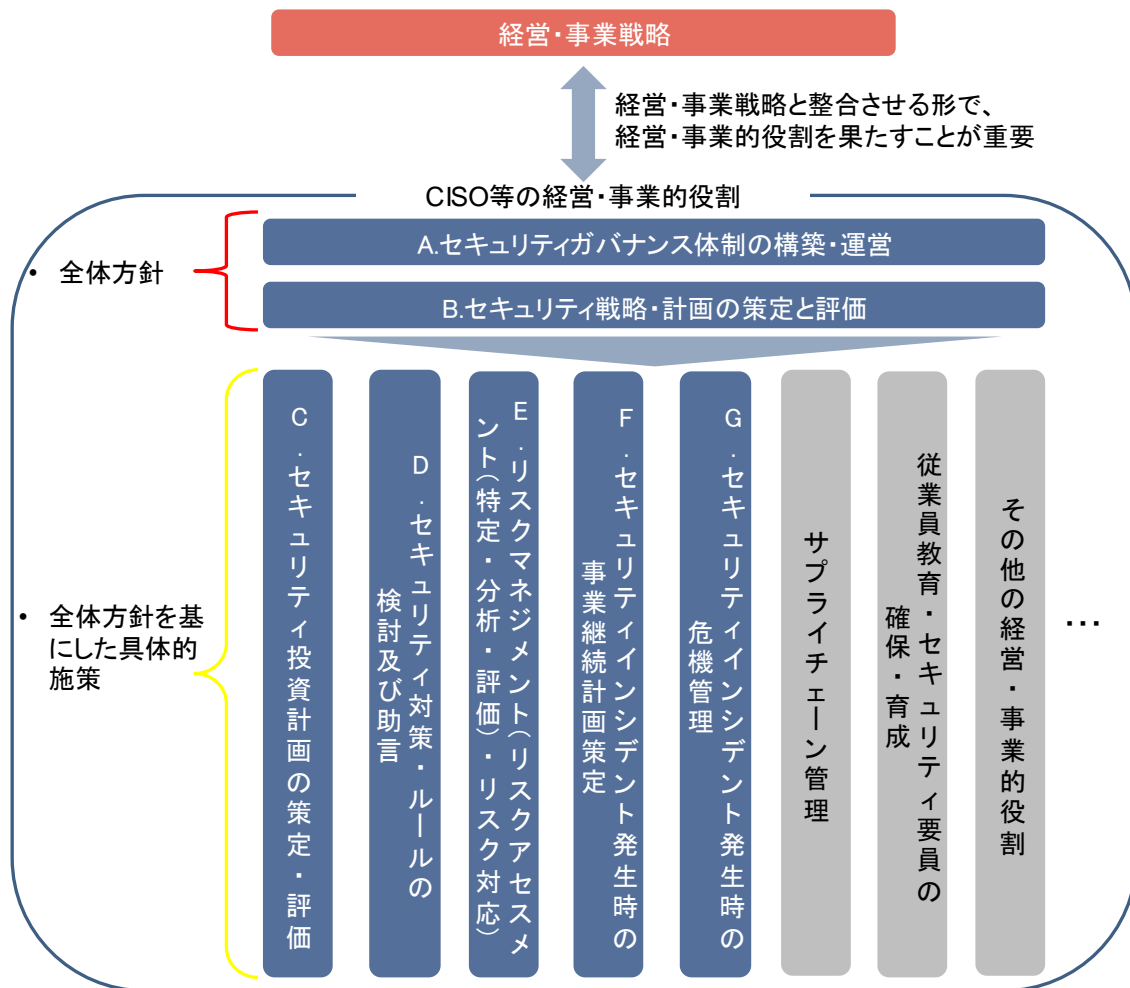 経営・事業戦略
経営・事業戦略と整合させる形で、
経営・事業的役割を果たすことが重要
CISO等の経営・事業的役割
• 全体方針
A.セキュリティガバナンス体制の構築・運営
B.セキュリティ戦略・計画の策定と評価
• 全体方針を基
にした具体的
施策
C.セキュリティ投資計画の策定・評価
D.セキュリティ対策・ルールの
検討及び助言
E.リスクマネジメント(リスクアセスメ
ント(特定・分析・評価)・リスク対応)
F.セキュリティインシデント発生時の
事業継続計画策定
G.セキュリティインシデント発生時の
危機管理
サプライチェーン管理
従業員教育・セキュリティ要員の
確保・育成
その他の経営・事業的役割
…